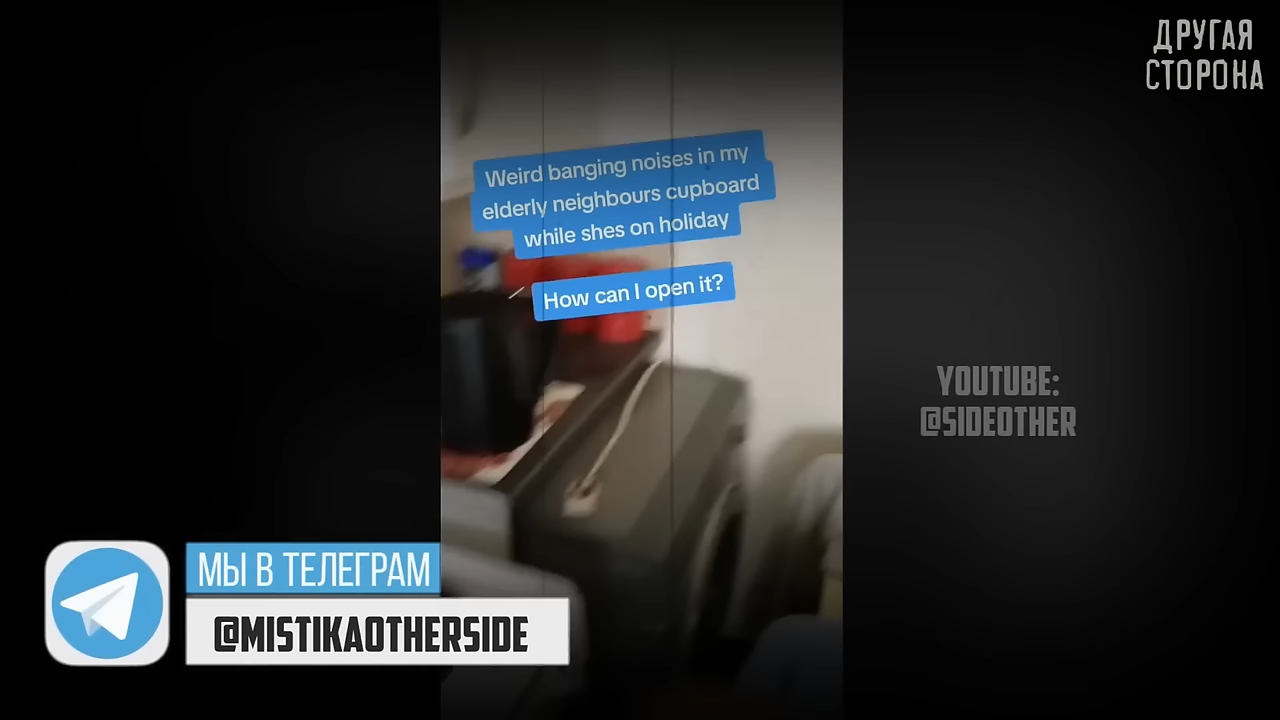 ДРУГАЯ
СТОРОНА
Weird banging noises in my
elderly neighbours cupboard
while shes on holiday
How can I open it?
YOUTUBE:
@SIDEOTHER
МЫ В ТЕЛЕГРАМ
@MISTIKAOTHERSIDE